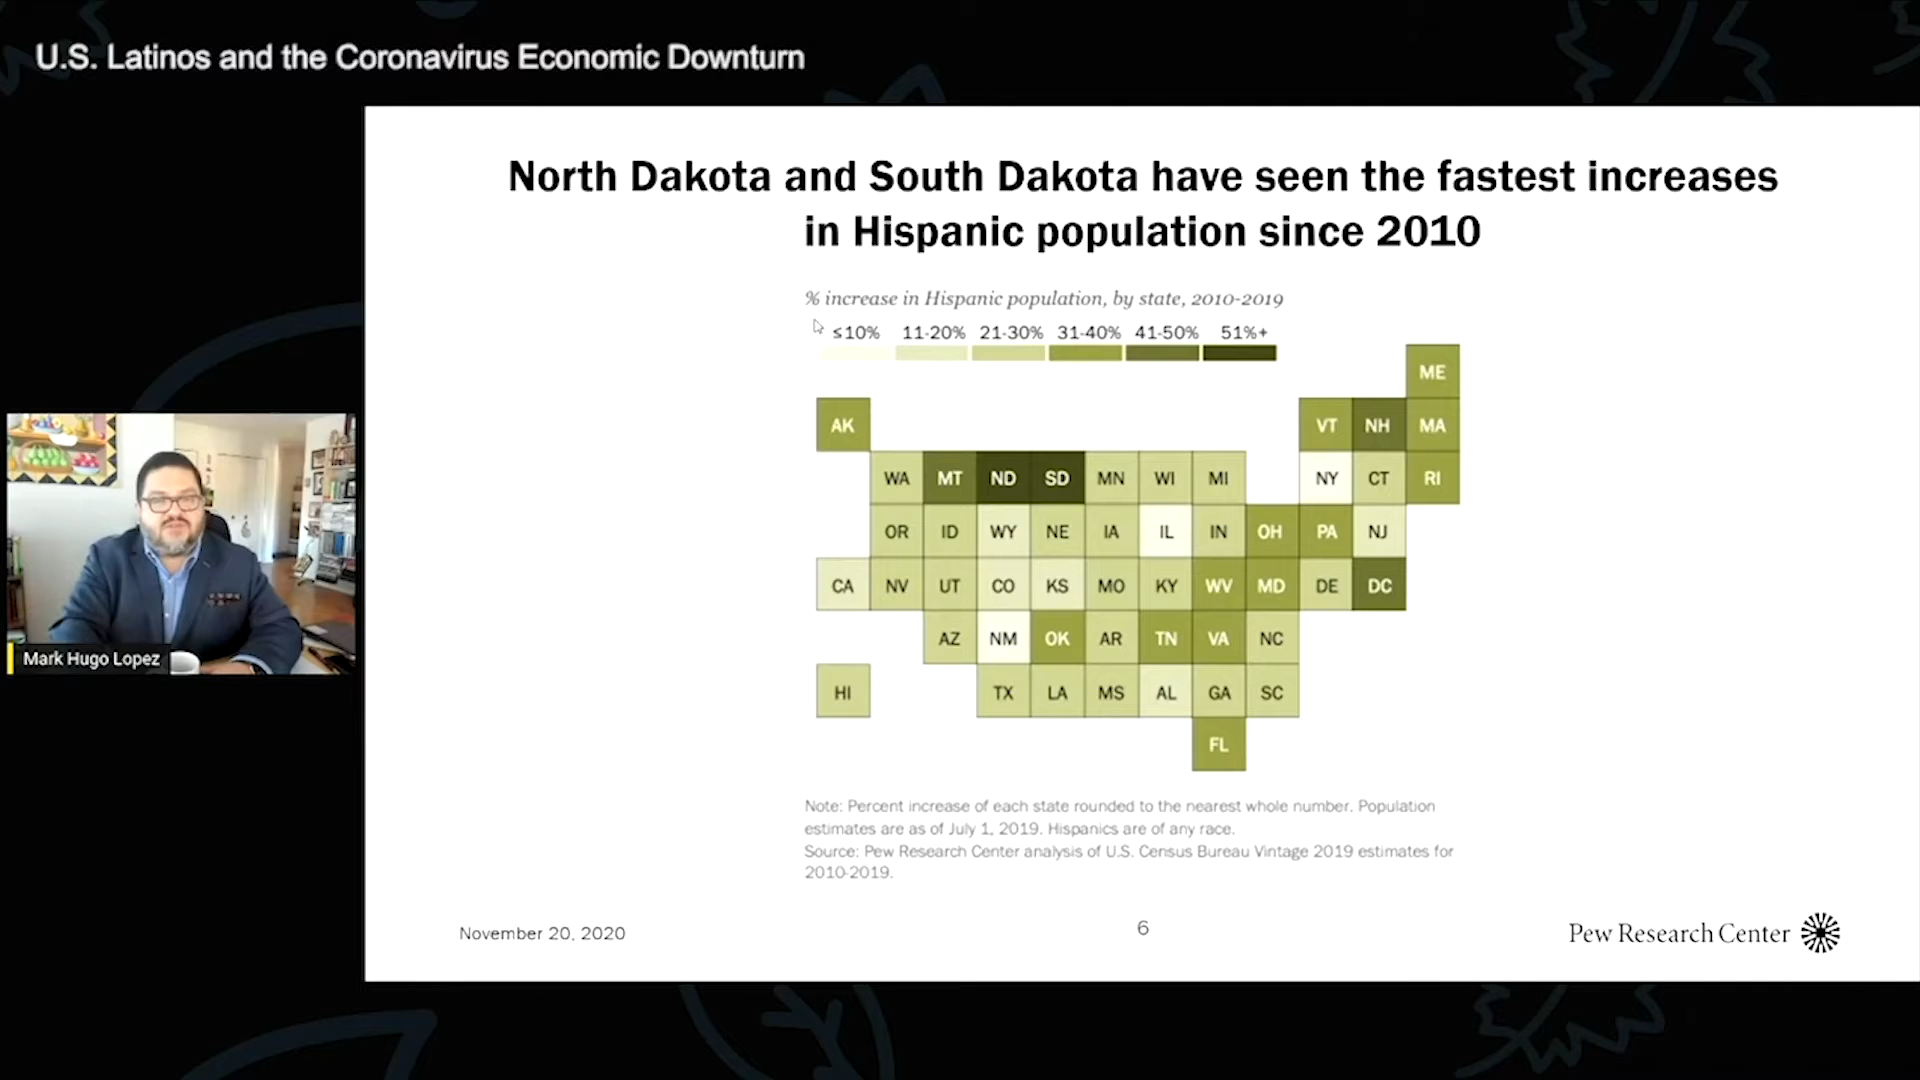 U.S. Latinos and the Coronavirus Economic Downturn
North Dakota and South Dakota have seen the fastest increases
in Hispanic population since 2010
% increase in Hispanic population, by state, 2010-2019
≤10% 11-20% 21-30% 31-40% 41-50% 51%+
ME
AK VT NH MA
WA MT ND SD MN WI MI NY CT RI
OR ID WY NE IA IL IN OH PA NJ
CA NV UT CO KS MO KY WV MD DE DC
AZ NM OK AR TN VA NC
HI TX LA MS AL GA SC
FL
Mark Hugo Lopez
Note: Percent increase of each state rounded to the nearest whole number. Population
estimates are as of July 1, 2019. Hispanics are of any race.
Source: Pew Research Center analysis of U.S. Census Bureau Vintage 2019 estimates for
2010-2019.
November 20, 2020
6
Pew Research Center